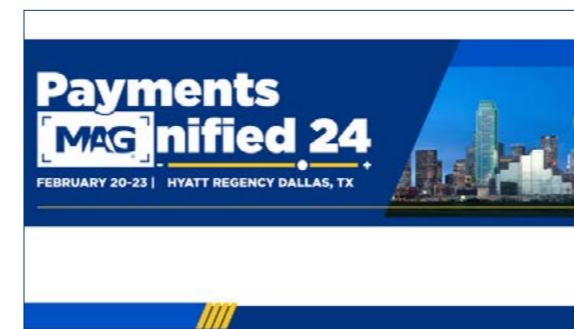 Payments
[MAG]nified 24
- +
FEBRUARY 20-23 | HYATT REGENCY DALLAS, TX